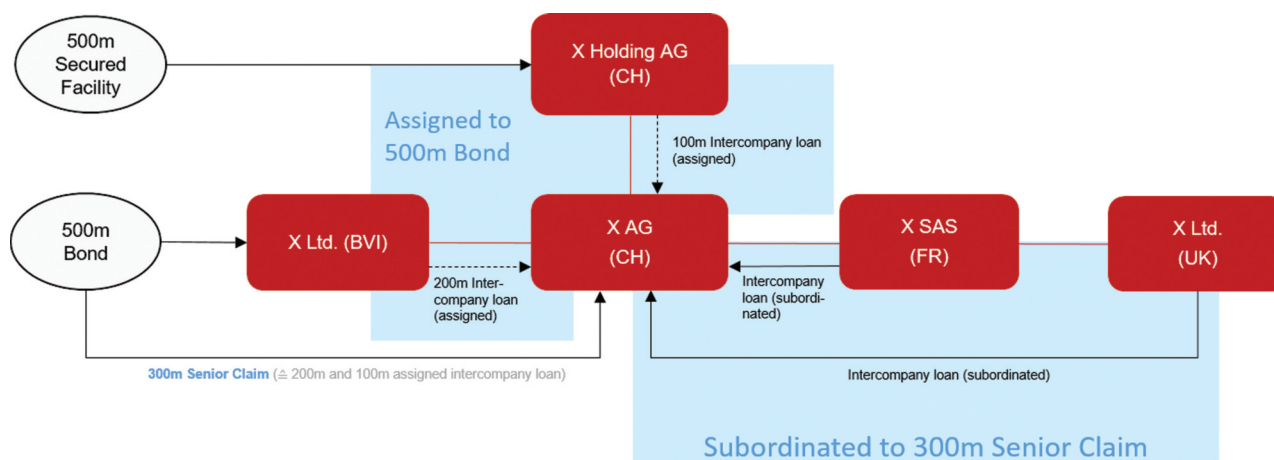 500m
Secured
Facility
X Holding AG
(CH)
Assigned to
500m Bond
100m Intercompany loan
(assigned)
500m
Bond
X Ltd. (BVI)
X AG
(CH)
X SAS
(FR)
X Ltd.
(UK)
200m Inter-
company loan
(assigned)
Intercompany
loan (subordi-
nated)
300m Senior Claim (≙ 200m and 100m assigned intercompany loan)
Intercompany loan (subordinated)
Subordinated to 300m Senior Claim